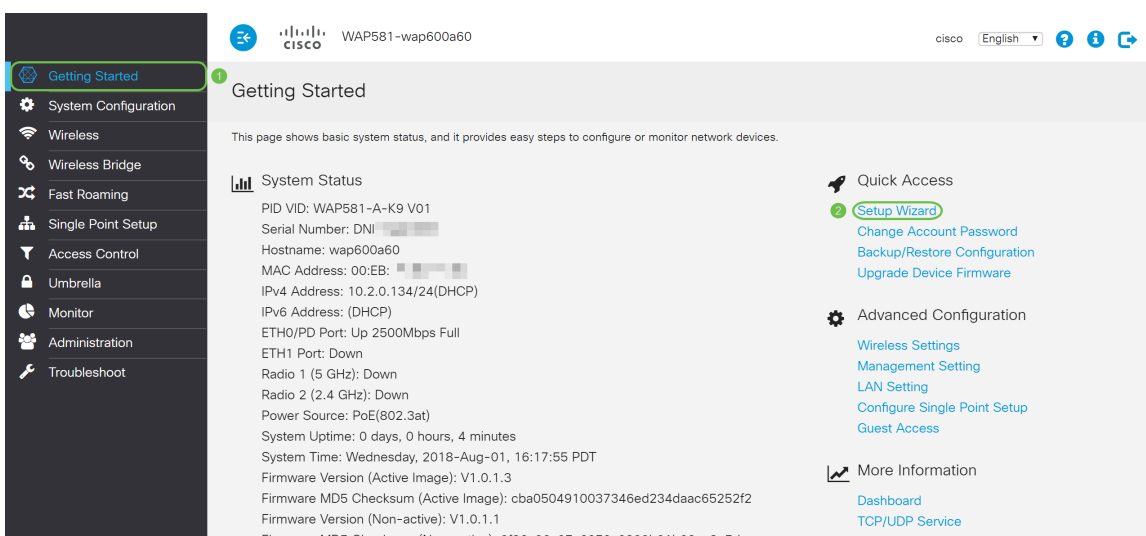 CISCO
WAP581-wap600a60
cisco English
Getting Started
System Configuration
Wireless
Wireless Bridge
Fast Roaming
Single Point Setup
Access Control
Umbrella
Monitor
Administration
Troubleshoot
1
Getting Started
This page shows basic system status, and it provides easy steps to configure or monitor network devices.
System Status
PID VID: WAP581-A-K9 V01
Serial Number: DNI
Hostname: wap600a60
MAC Address: 00:EB:
IPv4 Address: 10.2.0.134/24(DHCP)
IPv6 Address: (DHCP)
ETH0/PD Port: Up 2500Mbps Full
ETH1 Port: Down
Radio 1 (5 GHz): Down
Radio 2 (2.4 GHz): Down
Power Source: PoE(802.3at)
System Uptime: 0 days, 0 hours, 4 minutes
System Time: Wednesday, 2018-Aug-01, 16:17:55 PDT
Firmware Version (Active Image): V1.0.1.3
Firmware MD5 Checksum (Active Image): cba0504910037346ed234daac65252f2
Firmware Version (Non-active): V1.0.1.1
Quick Access
2 Setup Wizard
Change Account Password
Backup/Restore Configuration
Upgrade Device Firmware
Advanced Configuration
Wireless Settings
Management Setting
LAN Setting
Configure Single Point Setup
Guest Access
More Information
Dashboard
TCP/UDP Service